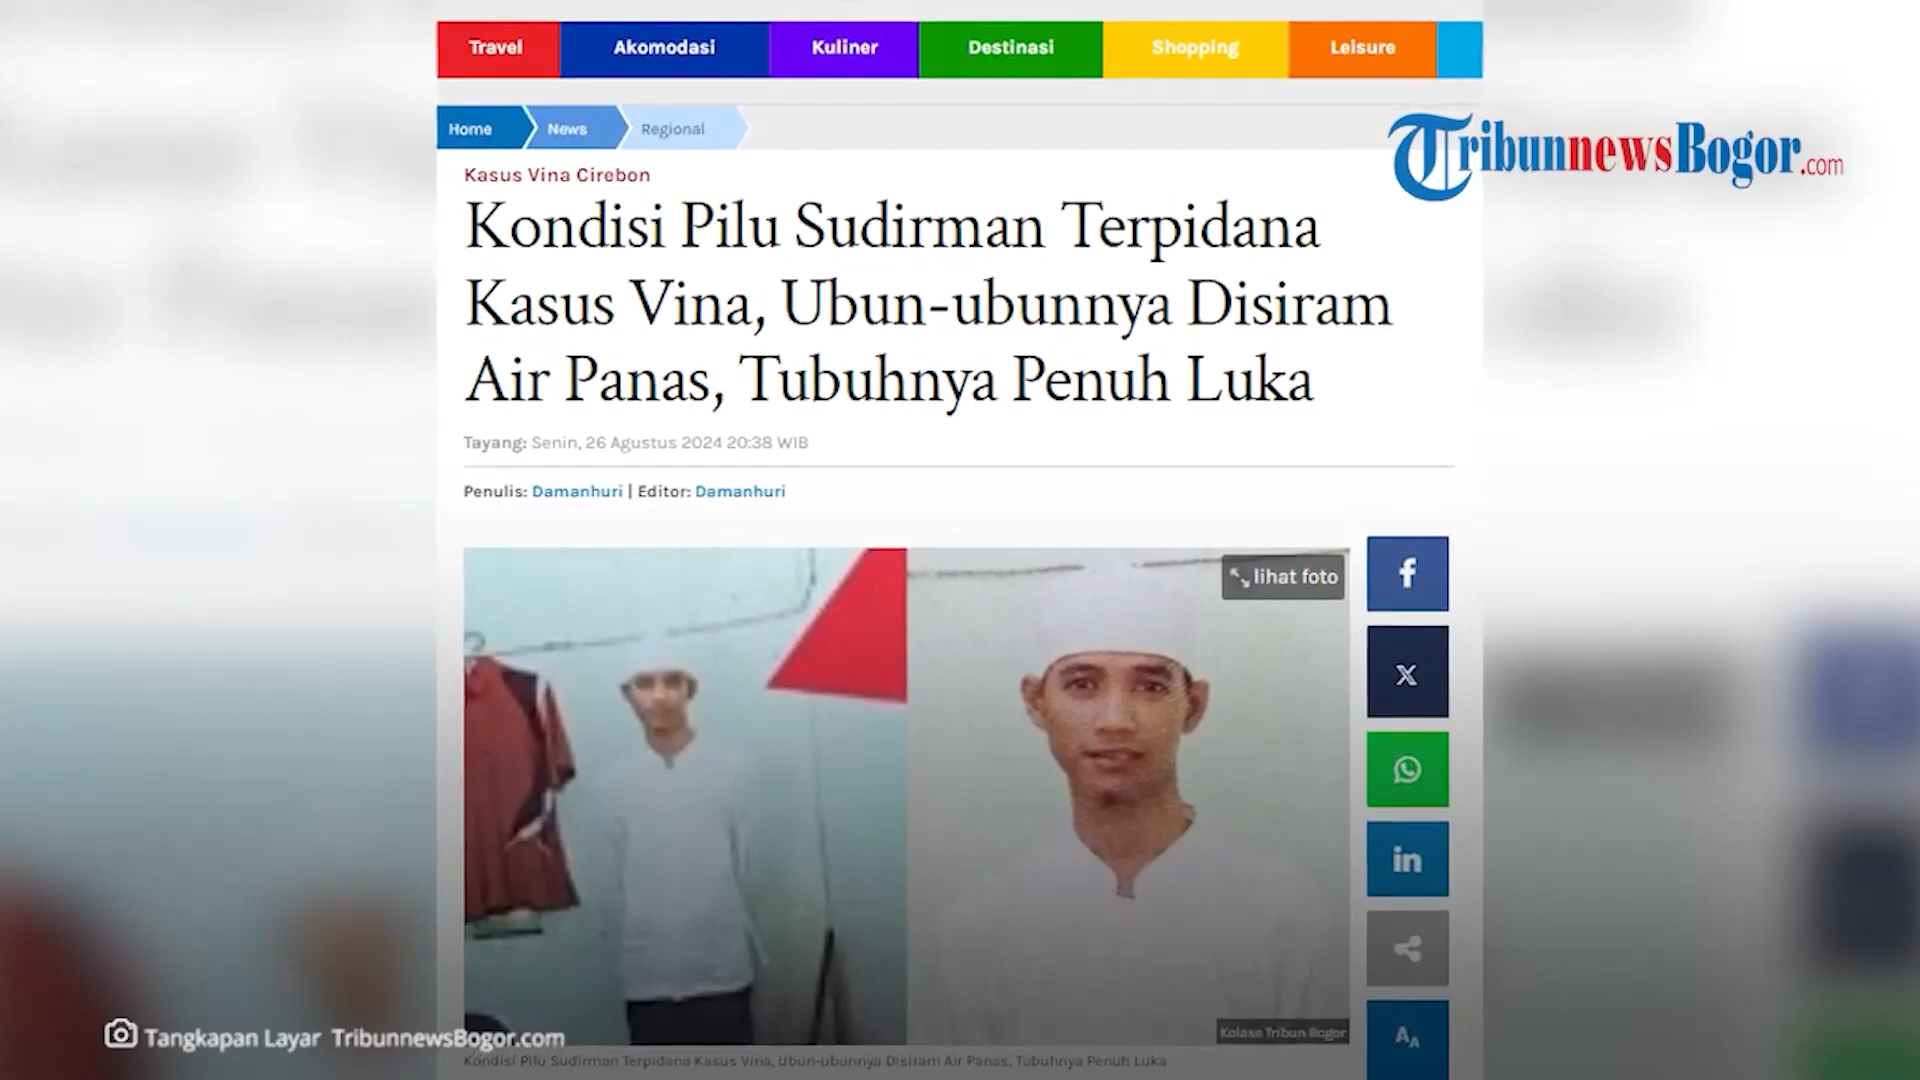 Travel
Akomodasi
Kuliner
Destinasi
Shopping
Leisure
Home
News
Regional
TribunnewsBogor.com
Kasus Vina Cirebon
Kondisi Pilu Sudirman Terpidana
Kasus Vina, Ubun-ubunnya Disiram
Air Panas, Tubuhnya Penuh Luka
Tayang: Senin, 26 Agustus 2024 20:38 WIB
Penulis: Damanhuri | Editor: Damanhuri
lihat foto
Kolase Tribun Bogor
AA
Tangkapan Layar TribunnewsBogor.com
Kondisi Pilu Sudirman Terpidana Kasus Vina, Ubun-ubunnya Disiram Air Panas, Tubuhnya Penuh Luka